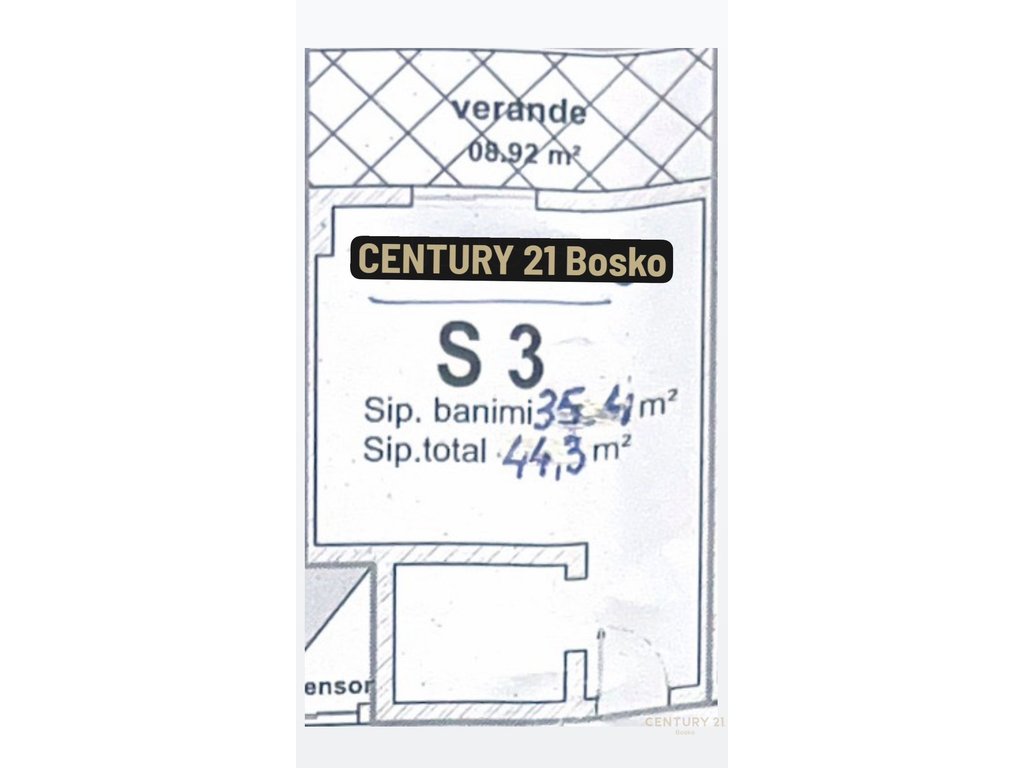 verande
08.92 m²
CENTURY 21 Bosko
S 3
Sip. banimi 35.4 m²
Sip.total 44,3 m²
ensor
CENTURY 21
Bosko